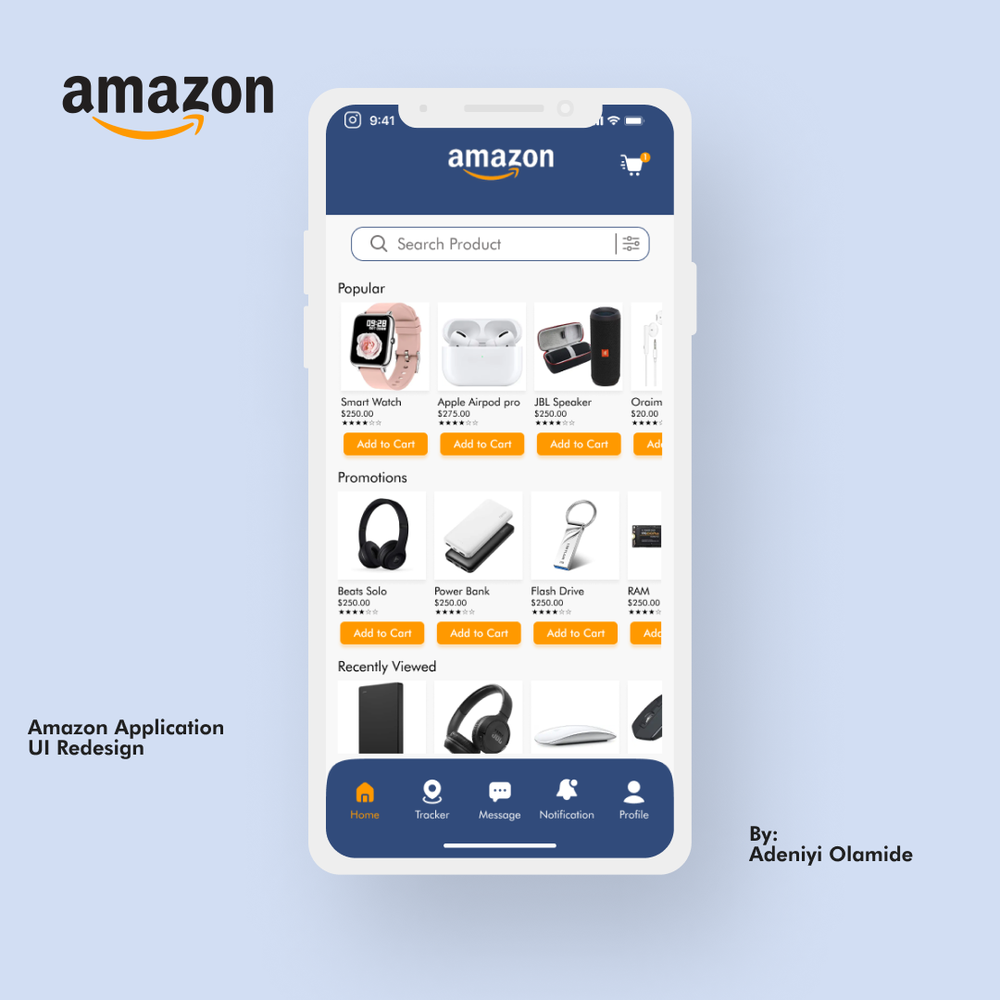 amazon
9:41
amazon
1
Search Product
Popular
09:28
Smart Watch
Apple Airpod pro
JBL Speaker
Oraim
$250.00
$275.00
$250.00
$20.00
★★★★☆☆
★★★★☆☆
★★★★☆☆
★★★★☆
Add to Cart
Add to Cart
Add to Cart
Ad
Promotions
Beats Solo
Power Bank
Flash Drive
RAM
$250.00
$250.00
$250.00
$250.00
★★★★☆☆
★★★★☆☆
★★★★☆☆
★★★★☆
Add to Cart
Add to Cart
Add to Cart
Add
Recently Viewed
JBL
Home
Tracker
Message
Notification
Profile
Amazon Application
UI Redesign
By:
Adeniyi Olamide